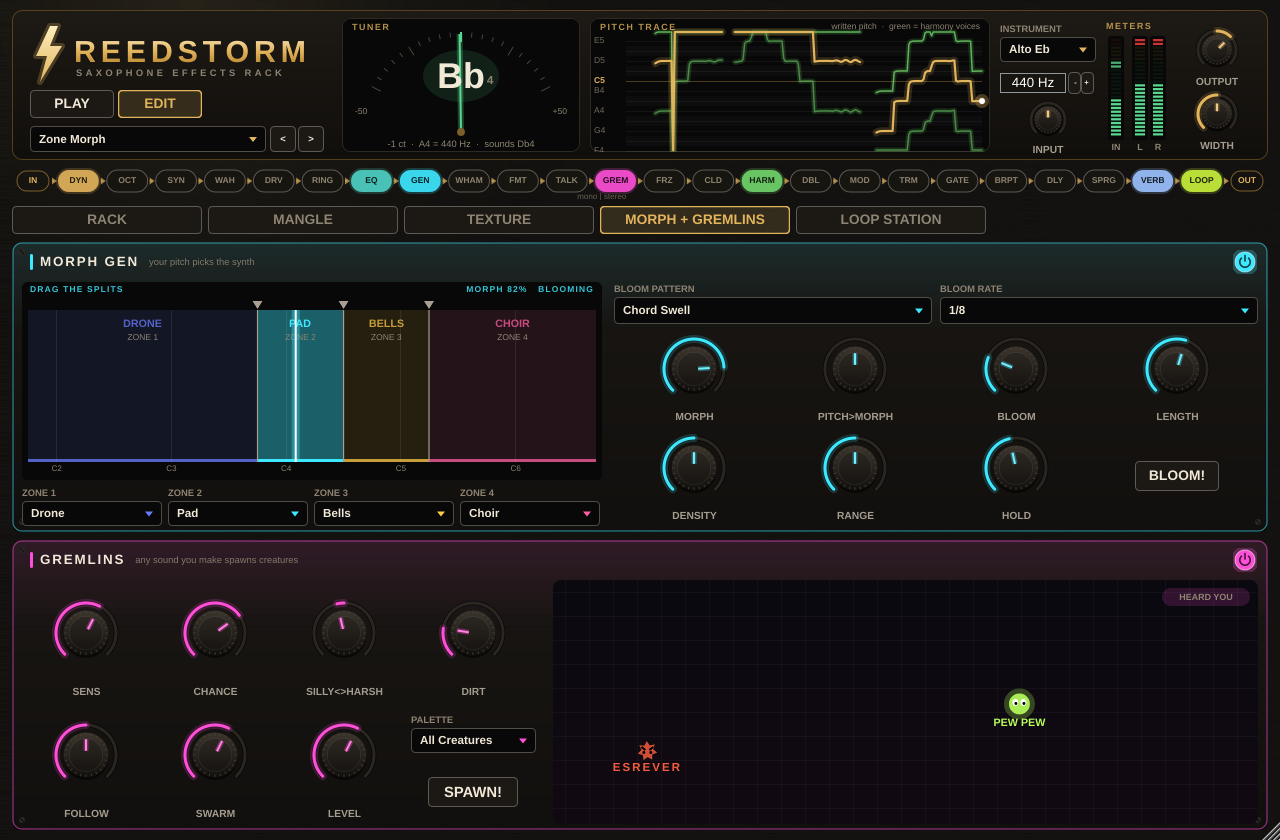 REEDSTORM
SAXOPHONE EFFECTS RACK
PLAY
EDIT
Zone Morph
<
>
TUNER
Bb4
-50
+50
-1 ct · A4 = 440 Hz · sounds Db4
PITCH TRACE
written pitch · green = harmony voices
E5
D5
C5
B4
A4
G4
F4
INSTRUMENT
Alto Eb
440 Hz
-
+
INPUT
METERS
IN
L
R
OUTPUT
WIDTH
IN
DYN
OCT
SYN
WAH
DRV
RING
EQ
GEN
WHAM
FMT
TALK
GREM
FRZ
CLD
HARM
DBL
MOD
TRM
GATE
BRPT
DLY
SPRG
VERB
LOOP
OUT
mono | stereo
RACK
MANGLE
TEXTURE
MORPH + GREMLINS
LOOP STATION
MORPH GEN
your pitch picks the synth
DRAG THE SPLITS
MORPH 82%
BLOOMING
DRONE
ZONE 1
PAD
ZONE 2
BELLS
ZONE 3
CHOIR
ZONE 4
C2
C3
C4
C5
C6
ZONE 1
Drone
ZONE 2
Pad
ZONE 3
Bells
ZONE 4
Choir
BLOOM PATTERN
Chord Swell
BLOOM RATE
1/8
MORPH
PITCH>MORPH
BLOOM
LENGTH
DENSITY
RANGE
HOLD
BLOOM!
GREMLINS
any sound you make spawns creatures
SENS
CHANCE
SILLY<>HARSH
DIRT
FOLLOW
SWARM
LEVEL
PALETTE
All Creatures
SPAWN!
HEARD YOU
PEW PEW
ESREVER